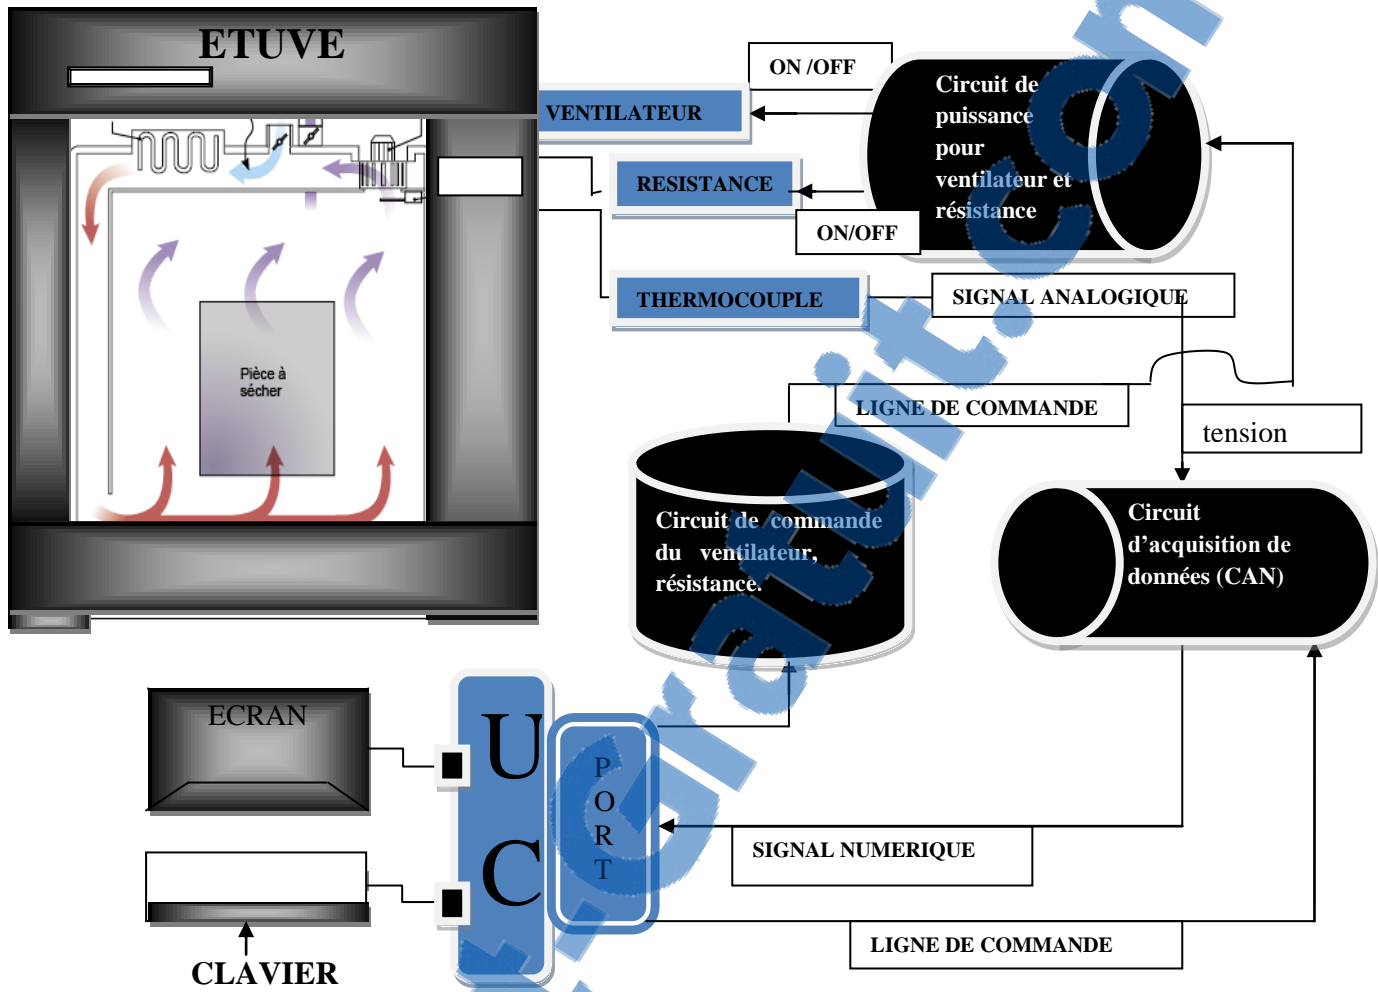 ETUVE
ON /OFF
VENTILATEUR
Circuit de
puissance
pour
ventilateur et
résistance
RESISTANCE
ON/OFF
THERMOCOUPLE
SIGNAL ANALOGIQUE
Pièce à
sécher
LIGNE DE COMMANDE
tension
Circuit de commande
du ventilateur,
résistance.
Circuit
d'acquisition de
données (CAN)
ECRAN
U
C
P
O
R
T
SIGNAL NUMERIQUE
LIGNE DE COMMANDE
CLAVIER
t-Gratuit.com